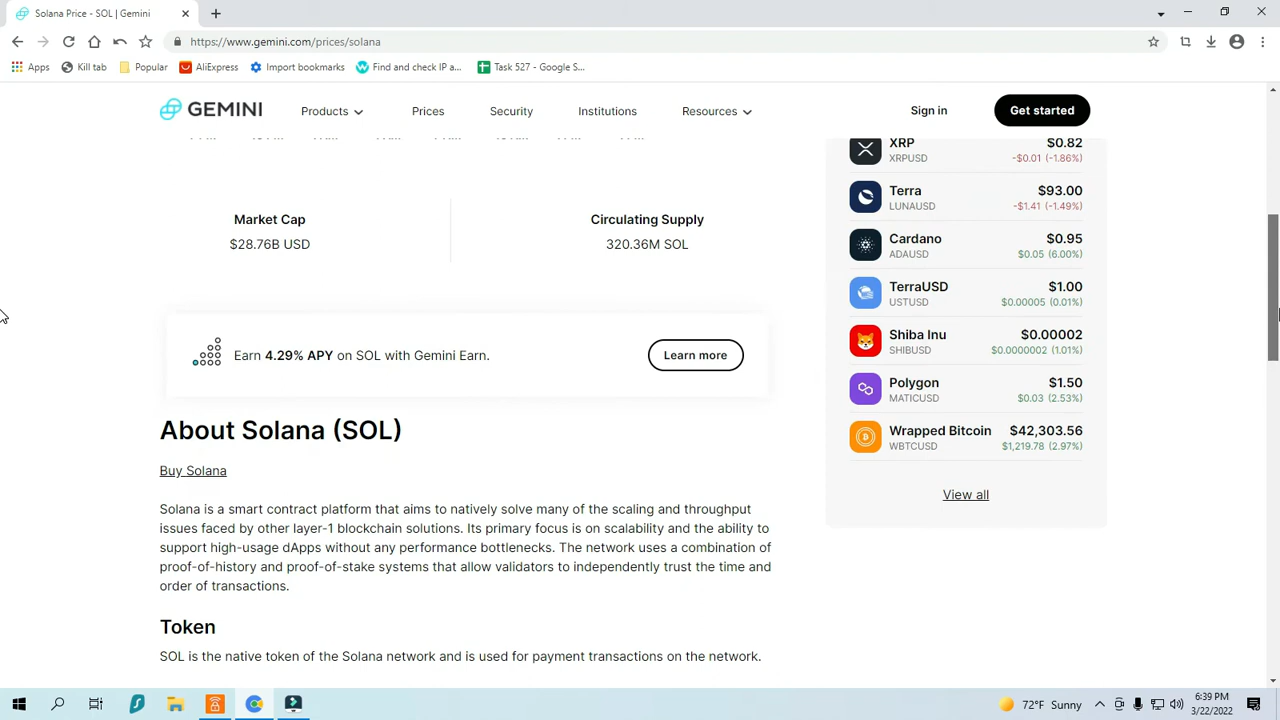 Solana Price - SOL | Gemini
https://www.gemini.com/prices/solana
Apps Kill tab Popular AliExpress Import bookmarks Find and check IP a... Task 527 - Google S...
GEMINI Products Prices Security Institutions Resources Sign in Get started
Market Cap
$28.76B USD
Circulating Supply
320.36M SOL
Earn 4.29% APY on SOL with Gemini Earn.
Learn more
About Solana (SOL)
Buy Solana
Solana is a smart contract platform that aims to natively solve many of the scaling and throughput
issues faced by other layer-1 blockchain solutions. Its primary focus is on scalability and the ability to
support high-usage dApps without any performance bottlenecks. The network uses a combination of
proof-of-history and proof-of-stake systems that allow validators to independently trust the time and
order of transactions.
Token
SOL is the native token of the Solana network and is used for payment transactions on the network.
XRP $0.82
XRPUSD -$0.01 (-1.86%)
Terra $93.00
LUNAUSD -$1.41 (-1.49%)
Cardano $0.95
ADAUSD $0.05 (6.00%)
TerraUSD $1.00
USTUSD $0.00005 (0.01%)
Shiba Inu $0.00002
SHIBUSD $0.0000002 (1.01%)
Polygon $1.50
MATICUSD $0.03 (2.53%)
Wrapped Bitcoin $42,303.56
WBTCUSD $1,219.78 (2.97%)
View all
72°F Sunny
6:39 PM
3/22/2022